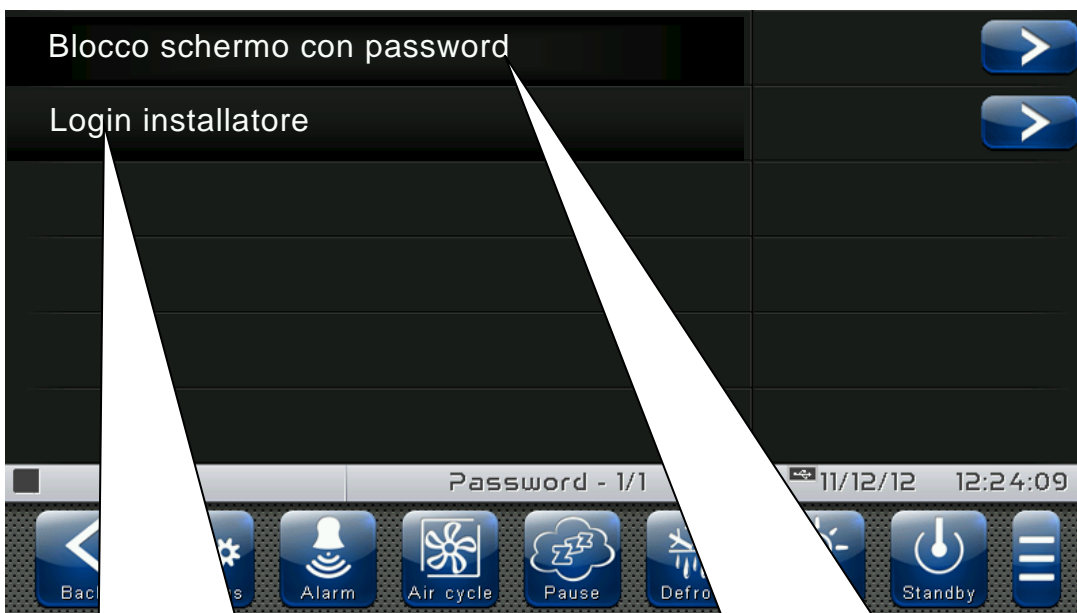 Blocco schermo con password
>
Login installatore
>
Password - 1/1
11/12/12 12:24:09
Alarm
Air cycle
Pause
Standby